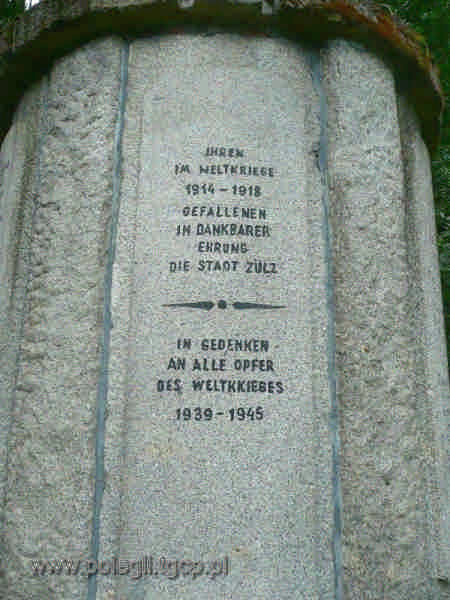 IHREN
IM WELTKRIEGE
1914 - 1918
GEFALLENEN
IN DANKBARER
EHRUNG
DIE STADT ZÜLZ
IN GEDENKEN
AN ALLE OPFER
DES WELTKKIEGES
1939 - 1945
www.polegli.tgcp.pl